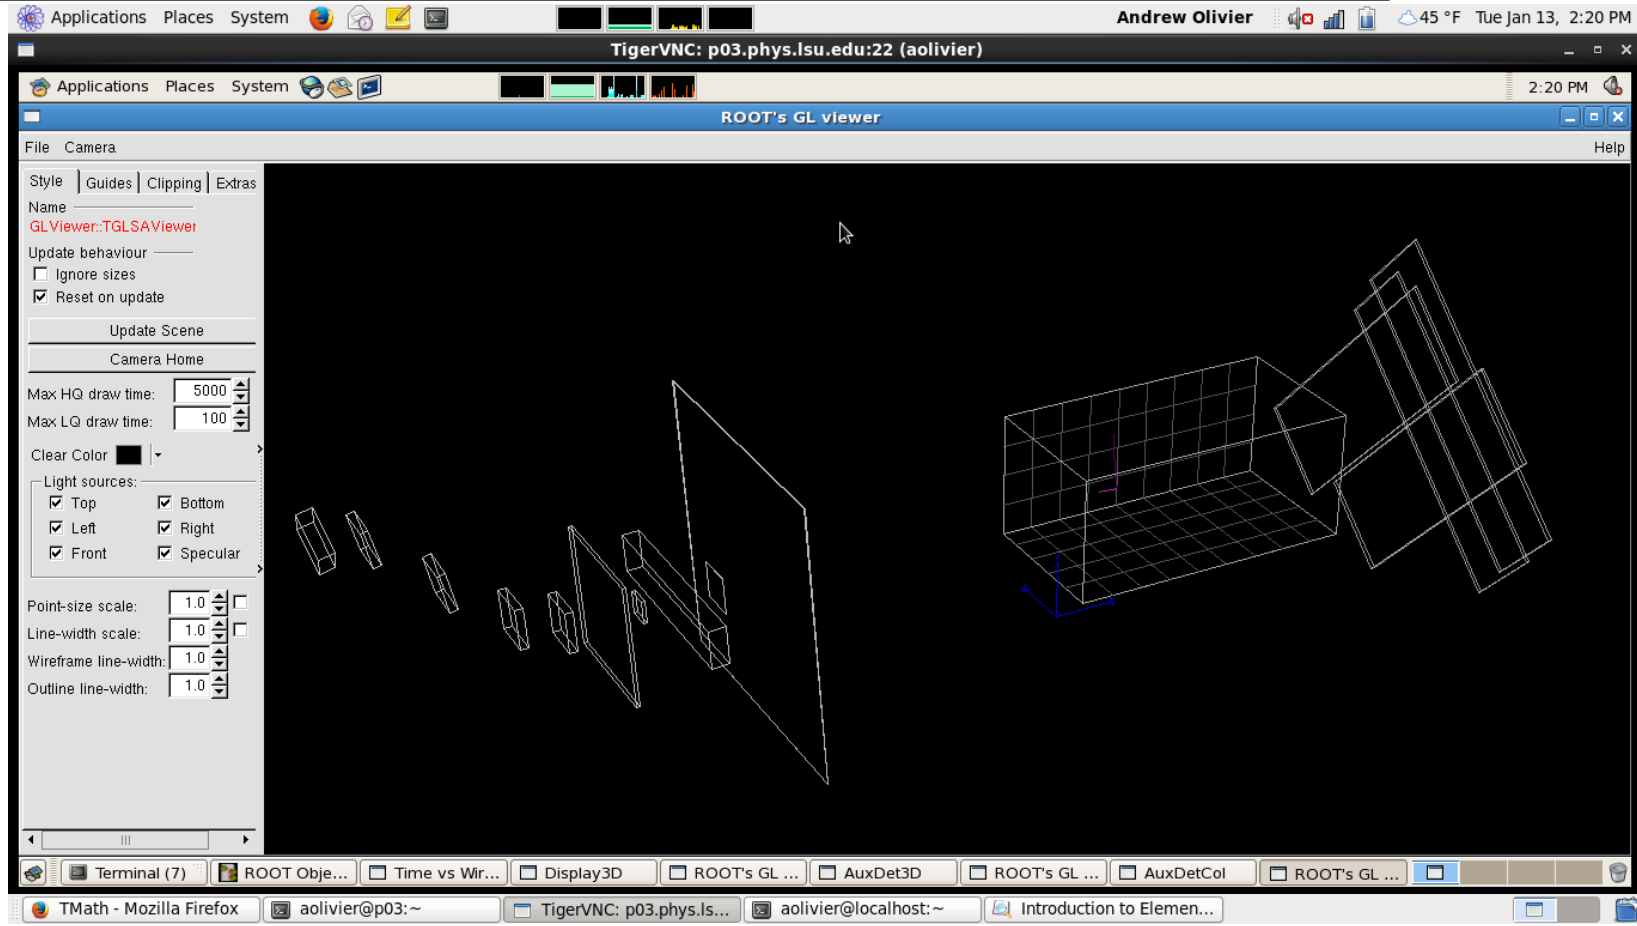 Applications Places System Andrew Olivier 45 °F Tue Jan 13, 2:20 PM
TigerVNC: p03.phys.lsu.edu:22 (aolivier)
Applications Places System 2:20 PM
ROOT's GL viewer
File Camera Help
Style Guides Clipping Extras
Name
GLViewer::TGLSAViewer
Update behaviour
Ignore sizes
Reset on update
Update Scene
Camera Home
Max HQ draw time: 5000
Max LQ draw time: 100
Clear Color
Light sources:
Top Bottom
Left Right
Front Specular
Point-size scale: 1.0
Line-width scale: 1.0
Wireframe line-width: 1.0
Outline line-width: 1.0
Terminal (7) ROOT Obje... Time vs Wir... Display3D ROOT's GL ... AuxDet3D ROOT's GL ... AuxDetCol ROOT's GL ...
TMath - Mozilla Firefox aolivier@p03:~ TigerVNC: p03.phys.ls... aolivier@localhost:~ Introduction to Elemen...